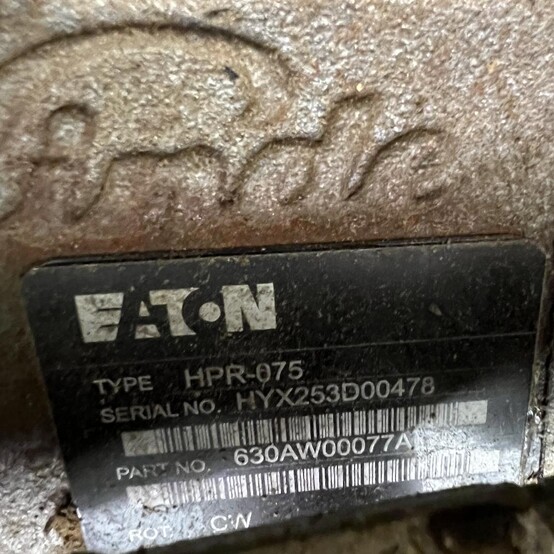 Linde
EATON
TYPE HPR-075
SERIAL NO. HYX253D00478
PART NO. 630AW00077A
ROT. CW